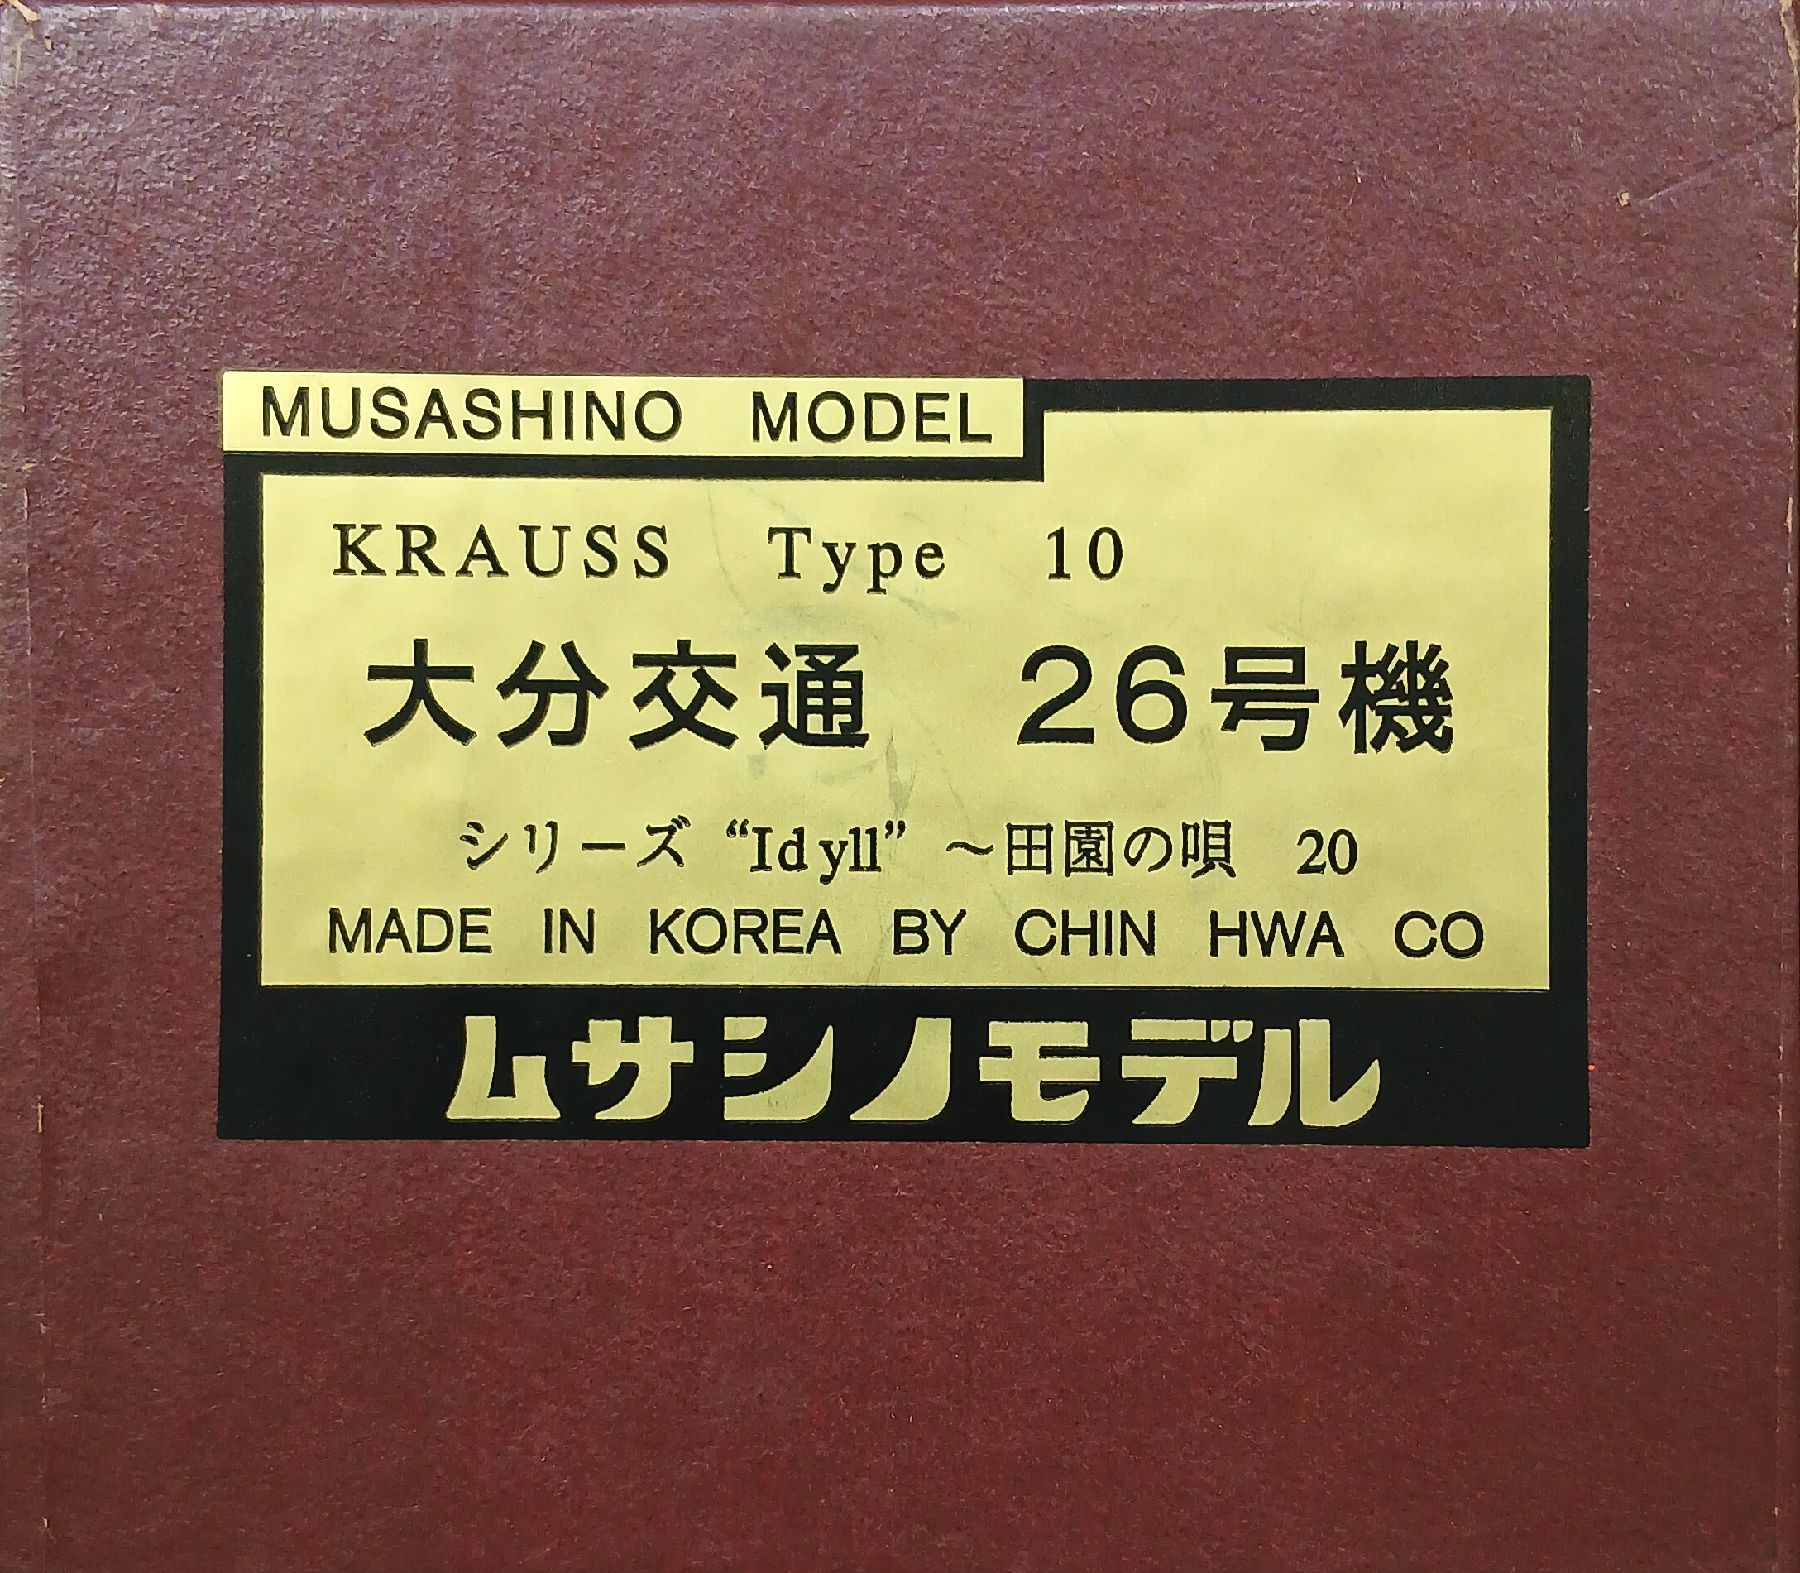 MUSASHINO MODEL
KRAUSS Type 10
大分交通 26号機
シリーズ “Idyll” ～田園の唄 20
MADE IN KOREA BY CHIN HWA CO
ムサシノモデル